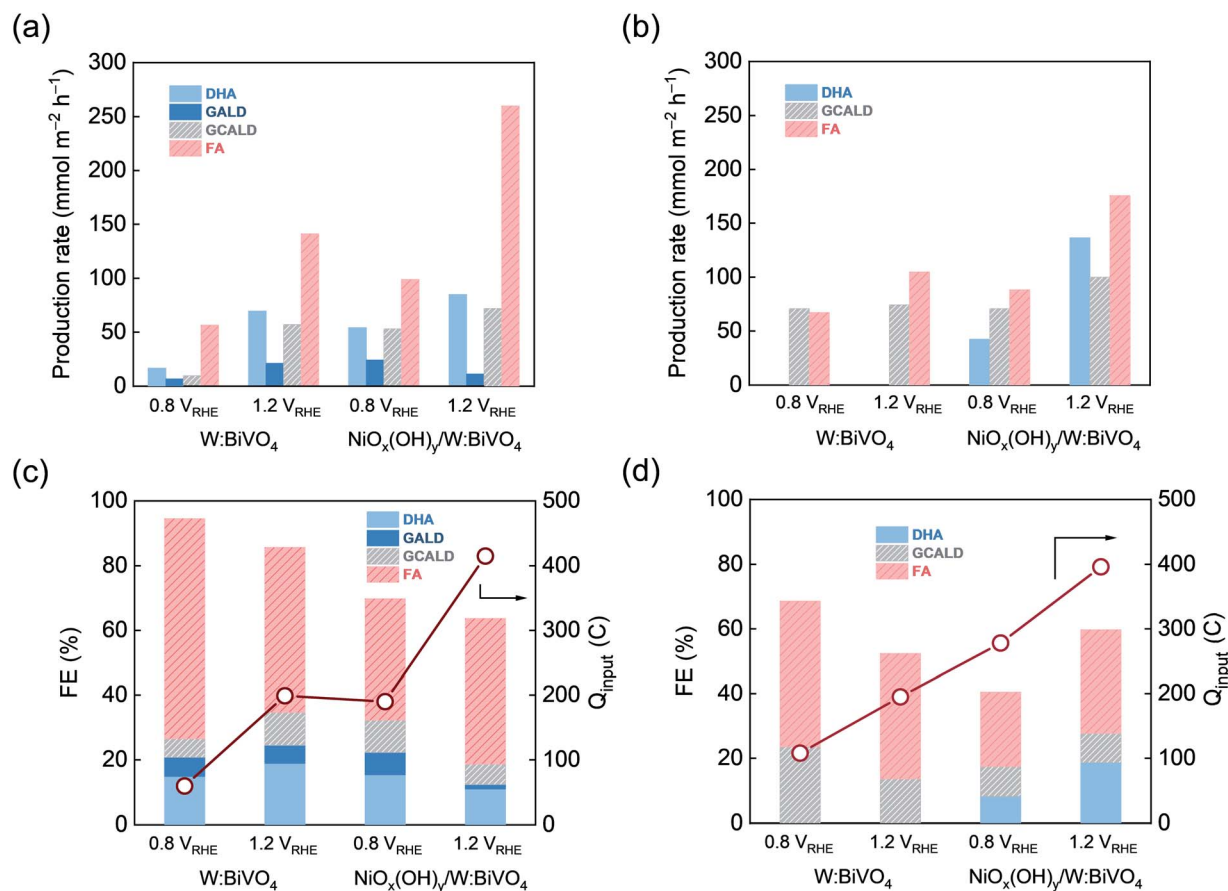 (a)
300
250
200
150
100
50
0
Production rate (mmol m⁻² h⁻¹)
DHA
GALD
GCALD
FA
0.8 V_RHE 1.2 V_RHE 0.8 V_RHE 1.2 V_RHE
W:BiVO₄ NiOₓ(OH)ᵧ/W:BiVO₄
(b)
300
250
200
150
100
50
0
Production rate (mmol m⁻² h⁻¹)
DHA
GCALD
FA
0.8 V_RHE 1.2 V_RHE 0.8 V_RHE 1.2 V_RHE
W:BiVO₄ NiOₓ(OH)ᵧ/W:BiVO₄
(c)
100
80
60
40
20
0
FE (%)
DHA
GALD
GCALD
FA
500
400
300
200
100
0
Q_input (C)
0.8 V_RHE 1.2 V_RHE 0.8 V_RHE 1.2 V_RHE
W:BiVO₄ NiOₓ(OH)ᵧ/W:BiVO₄
(d)
100
80
60
40
20
0
FE (%)
DHA
GCALD
FA
500
400
300
200
100
0
Q_input (C)
0.8 V_RHE 1.2 V_RHE 0.8 V_RHE 1.2 V_RHE
W:BiVO₄ NiOₓ(OH)ᵧ/W:BiVO₄